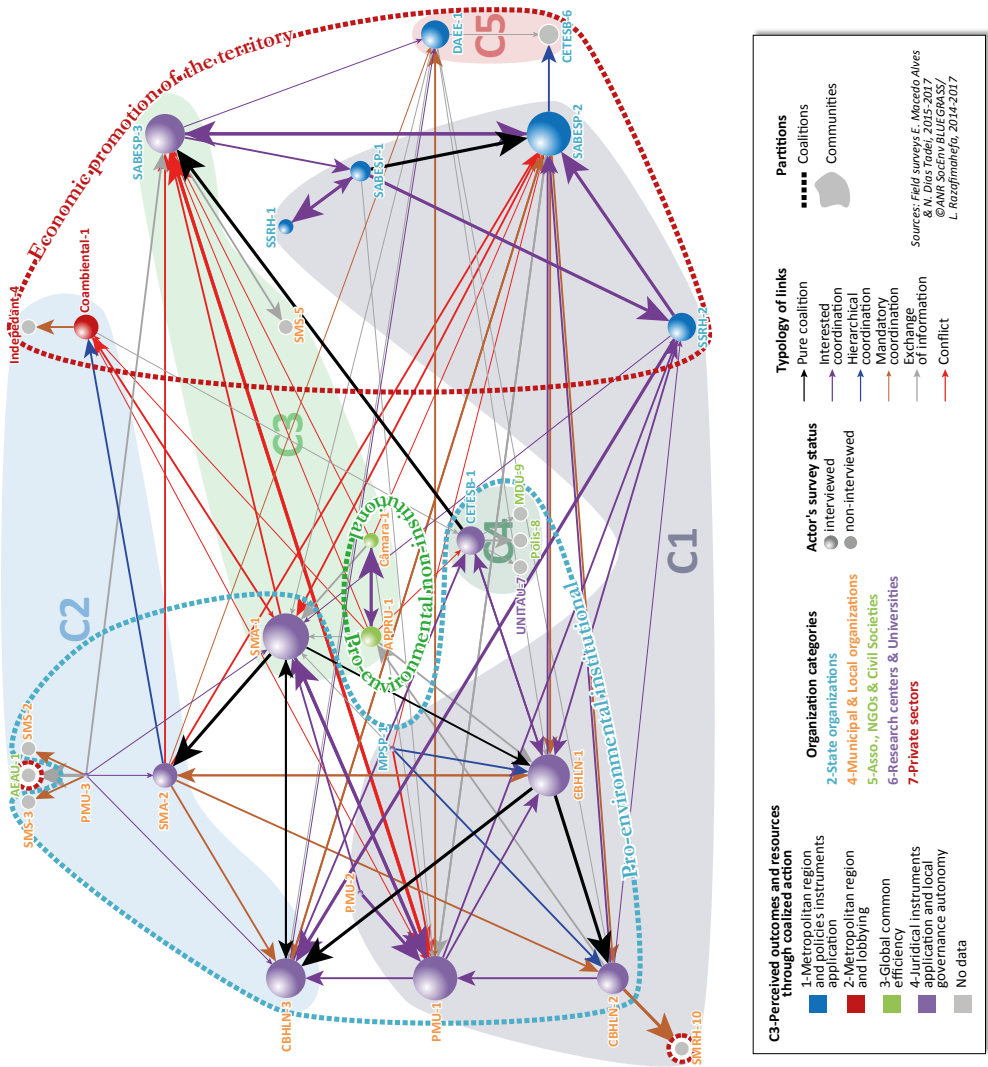 Economic promotion of the territory
Pro-environmental non-institutional
Pro-environmental institutional
C1
C2
C3
C4
C5
DAEE-1
CETESB-6
SABESP-3
SABESP-1
SABESP-2
SSRH-1
SSRH-2
Indepedant-4
Coambiental-1
SMS-5
CETESB-1
MDU-9
Pólis-8
UNITAU-7
Câmara-1
APPRU-1
SMA-1
MPSP-1
SMS-2
AEAU-1
SMS-3
PMU-3
SMA-2
CBHLN-1
PMU-2
CBHLN-3
PMU-1
CBHLN-2
SMRH-10
C3-Perceived outcomes and resources
through coalized action
1-Metropolitan region
and policies instruments
application
2-Metropolitan region
and lobbying
3-Global common
efficiency
4-Juridical instruments
application and local
governance autonomy
No data
Organization categories
2-State organizations
4-Municipal & Local organizations
5-Asso., NGOs & Civil Societies
6-Research centers & Universities
7-Private sectors
Actor's survey status
interviewed
non-interviewed
Typology of links
Pure coalition
Interested
coordination
Hierarchical
coordination
Mandatory
coordination
Exchange
of information
Conflict
Partitions
Coalitions
Communities
Sources: Field surveys E. Macedo Alves
& N. Dias Tadei, 2015-2017
©ANR SocEnv BLUEGRASS/
L. Razafimahefa, 2014-2017